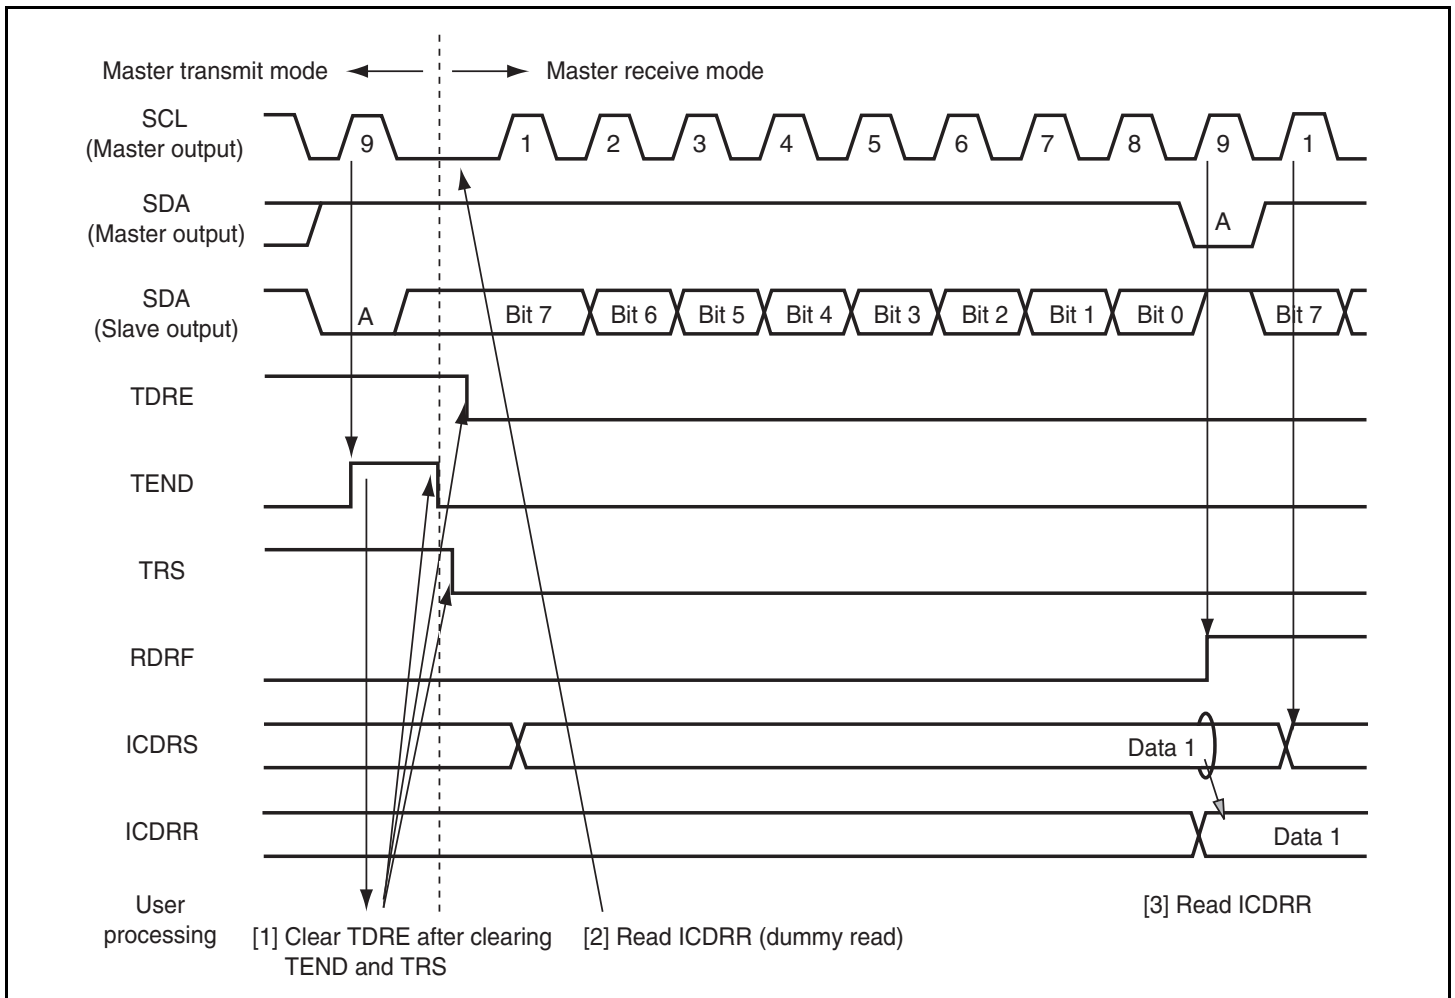 Master transmit mode
Master receive mode
SCL
(Master output)
9 1 2 3 4 5 6 7 8 9 1
SDA
(Master output)
A
SDA
(Slave output)
A Bit 7 Bit 6 Bit 5 Bit 4 Bit 3 Bit 2 Bit 1 Bit 0 Bit 7
TDRE
TEND
TRS
RDRF
ICDRS
Data 1
ICDRR
Data 1
User
processing
[1] Clear TDRE after clearing
TEND and TRS
[2] Read ICDRR (dummy read)
[3] Read ICDRR